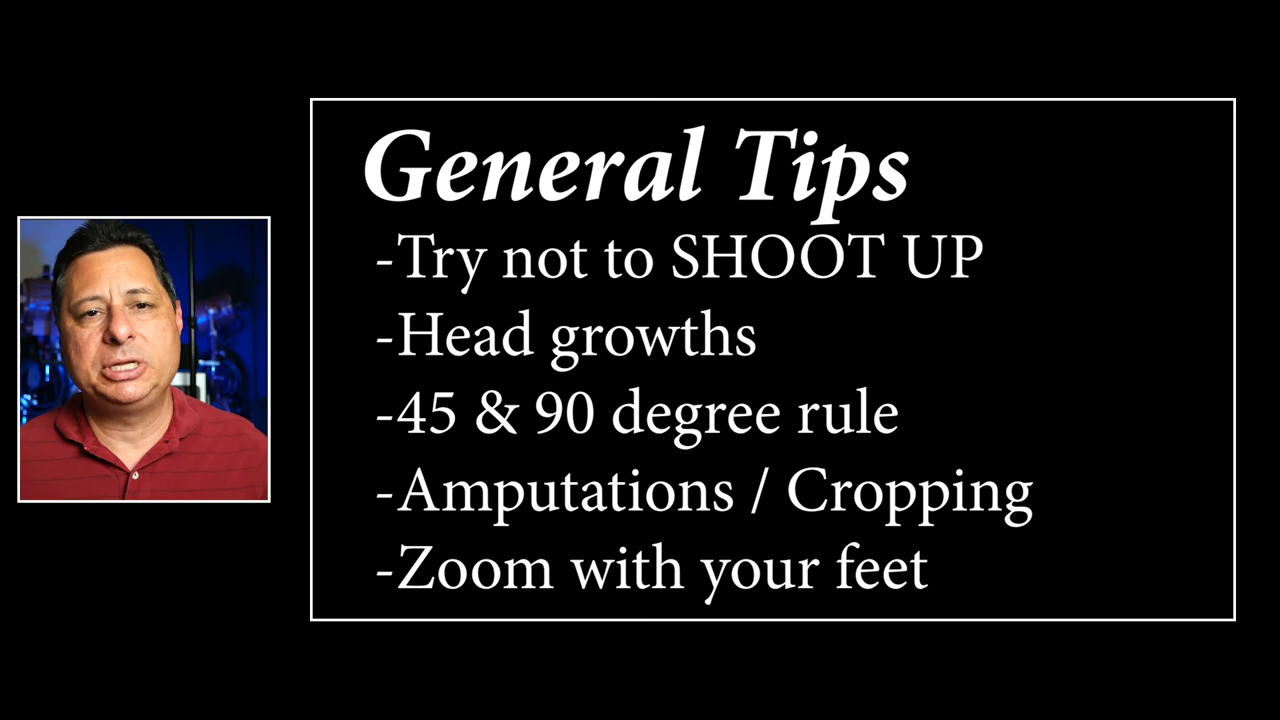 General Tips
-Try not to SHOOT UP
-Head growths
-45 & 90 degree rule
-Amputations / Cropping
-Zoom with your feet